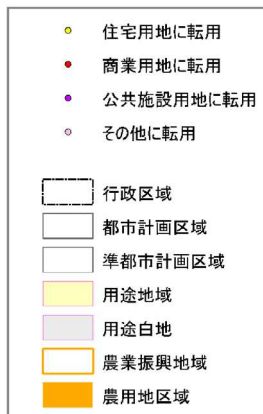 住宅用地に転用
商業用地に転用
公共施設用地に転用
その他に転用
行政区域
都市計画区域
準都市計画区域
用途地域
用途白地
農業振興地域
農用地区域